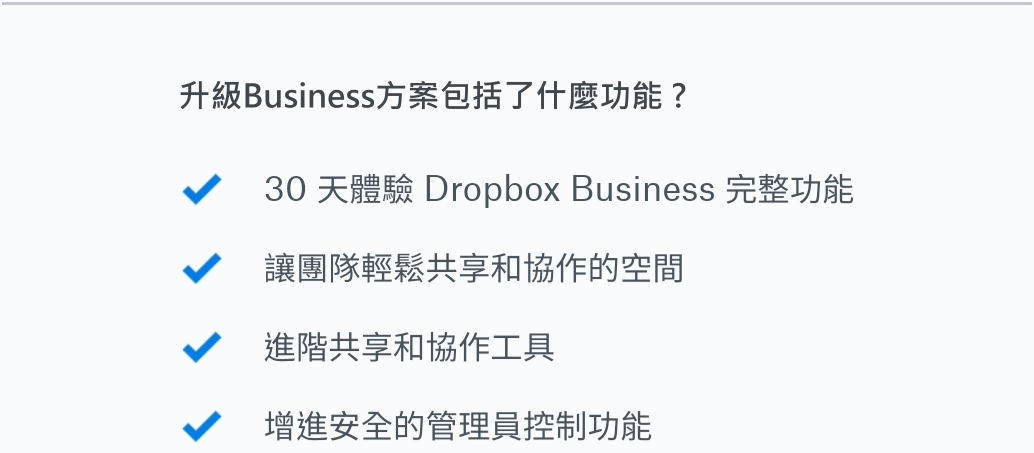 升級Business方案包括了什麼功能？
30 天體驗 Dropbox Business 完整功能
讓團隊輕鬆共享和協作的空間
進階共享和協作工具
增進安全的管理員控制功能